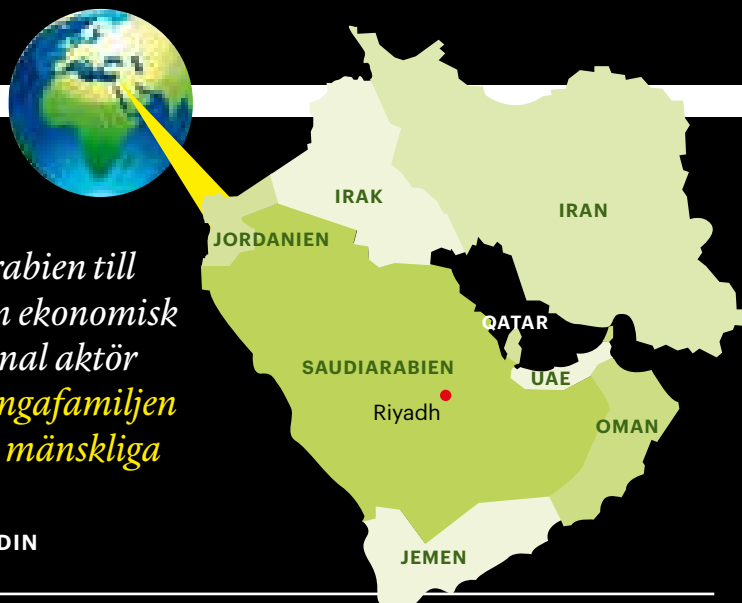 rabien till
ekonomisk
nal aktör
ngafamiljen
mänskliga
DIN
IRAK
IRAN
JORDANIEN
QATAR
SAUDIARABIEN
UAE
Riyadh
OMAN
JEMEN